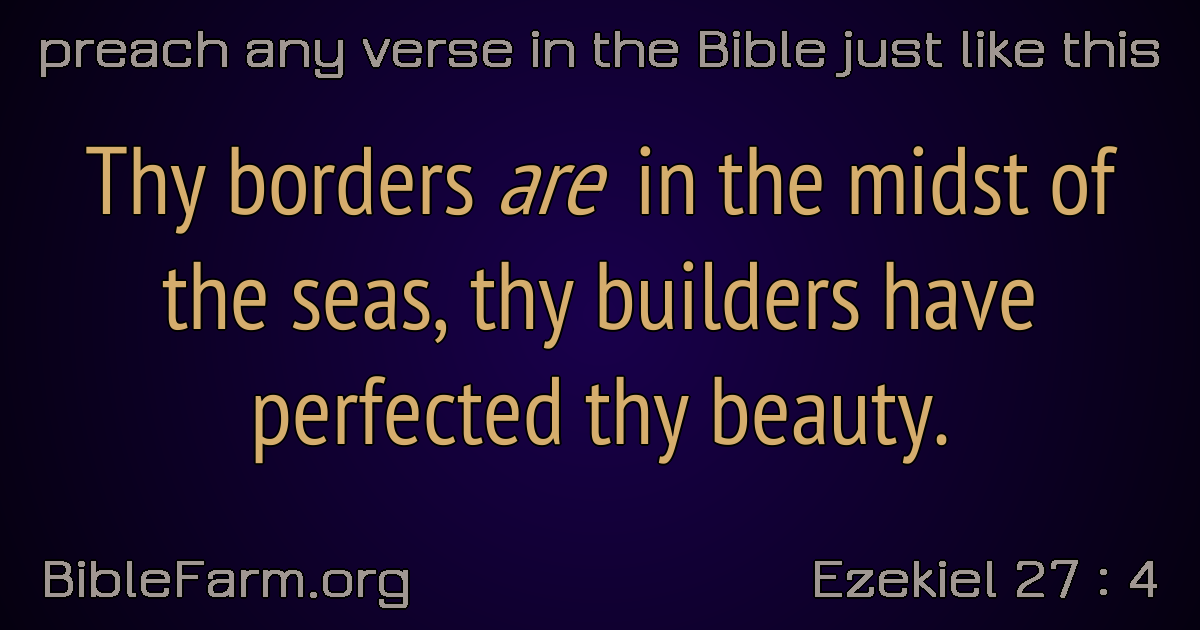 preach any verse in the Bible just like this
Thy borders are in the midst of
the seas, thy builders have
perfected thy beauty.
BibleFarm.org
Ezekiel 27 : 4